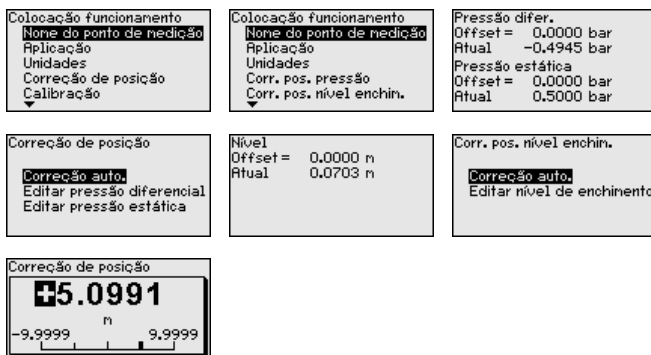 Colocação funcionamento
Nome do ponto de medição
Aplicação
Unidades
Correção de posição
Calibração
Colocação funcionamento
Nome do ponto de medição
Aplicação
Unidades
Corr. pos. pressão
Corr. pos. nível enchim.
Pressão difer.
Offset = 0.0000 bar
Atual -0.4945 bar
Pressão estática
Offset = 0.0000 bar
Atual 0.5000 bar
Correção de posição
Correção auto.
Editar pressão diferencial
Editar pressão estática
Nível
Offset = 0.0000 m
Atual 0.0703 m
Corr. pos. nível enchim.
Correção auto.
Editar nível de enchimento
Correção de posição
+5.0991
m
-9.9999 9.9999